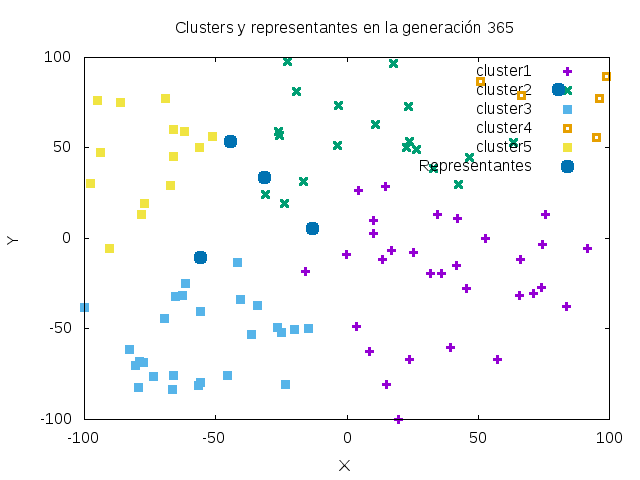 Clusters y representantes en la generación 365
100
50
0
-50
-100
Y
cluster1
cluster2
cluster3
cluster4
cluster5
Representantes
-100
-50
0
50
100
X